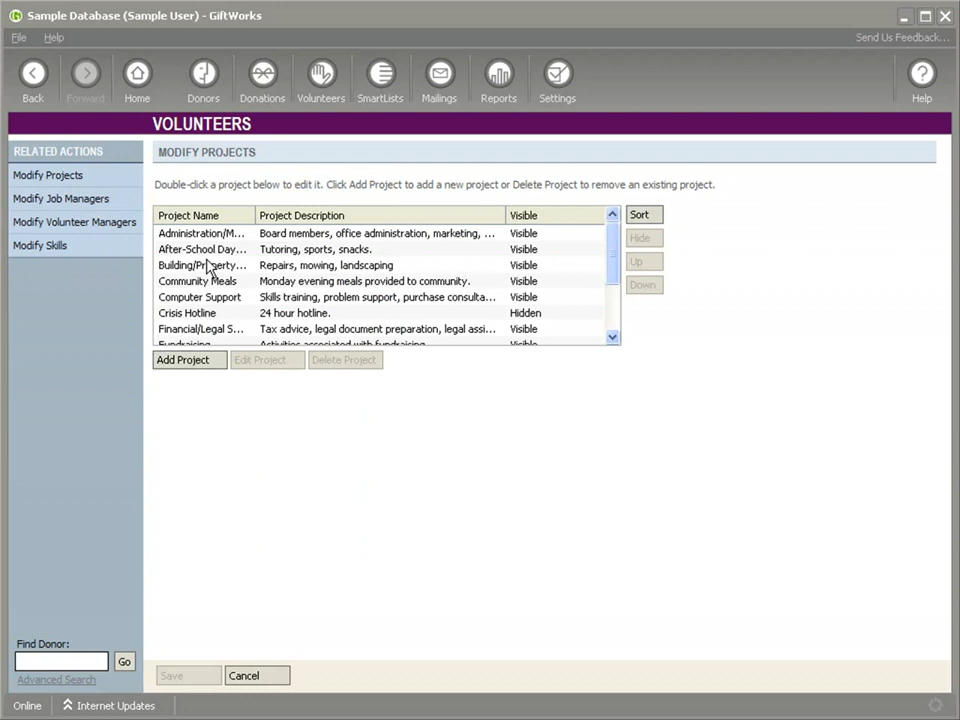 Sample Database (Sample User) - GiftWorks
File Help Send Us Feedback...
Back Forward Home Donors Donations Volunteers SmartLists Mailings Reports Settings Help
VOLUNTEERS
RELATED ACTIONS
Modify Projects
Modify Job Managers
Modify Volunteer Managers
Modify Skills
MODIFY PROJECTS
Double-click a project below to edit it. Click Add Project to add a new project or Delete Project to remove an existing project.
Project Name Project Description Visible
Administration/M... Board members, office administration, marketing, ... Visible
After-School Day... Tutoring, sports, snacks. Visible
Building/Property... Repairs, mowing, landscaping Visible
Community Meals Monday evening meals provided to community. Visible
Computer Support Skills training, problem support, purchase consulta... Visible
Crisis Hotline 24 hour hotline. Hidden
Financial/Legal S... Tax advice, legal document preparation, legal assi... Visible
Fundraising Activities associated with fundraising Visible
Sort
Hide
Up
Down
Add Project Edit Project Delete Project
Find Donor:
Go
Advanced Search
Save Cancel
Online Internet Updates